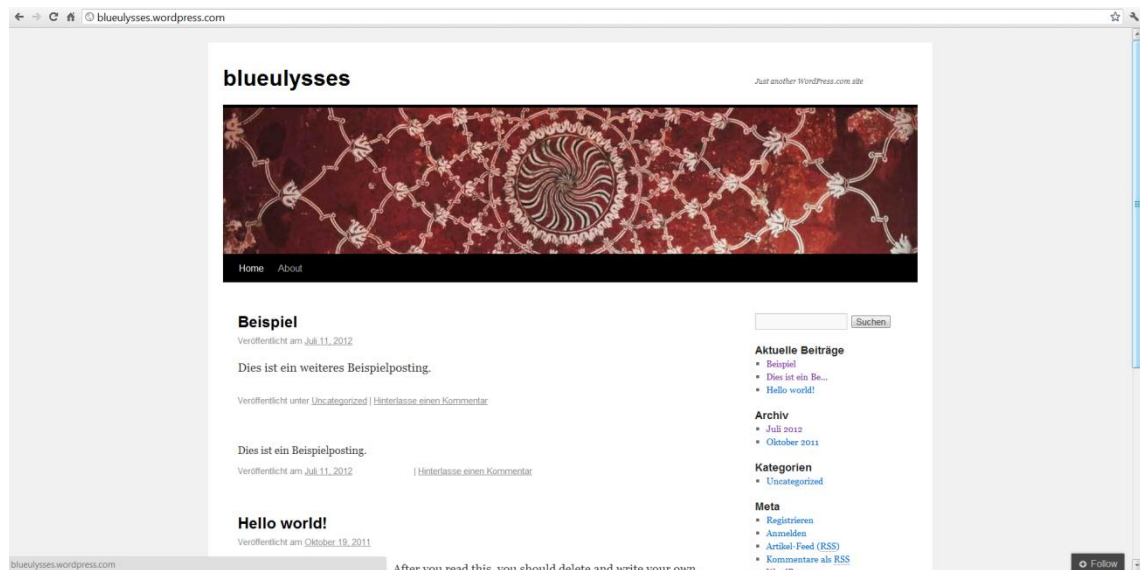 blueulysses.wordpress.com
blueulysses
Just another WordPress.com site
Home About
Beispiel
Veröffentlicht am Juli 11, 2012
Dies ist ein weiteres Beispielposting.
Veröffentlicht unter Uncategorized | Hinterlasse einen Kommentar
Dies ist ein Beispielposting.
Veröffentlicht am Juli 11, 2012 | Hinterlasse einen Kommentar
Hello world!
Veröffentlicht am Oktober 19, 2011
After you read this, you should delete and write your own
Suchen
Aktuelle Beiträge
Beispiel
Dies ist ein Be...
Hello world!
Archiv
Juli 2012
Oktober 2011
Kategorien
Uncategorized
Meta
Registrieren
Anmelden
Artikel-Feed (RSS)
Kommentare als RSS
blueulysses.wordpress.com
Follow